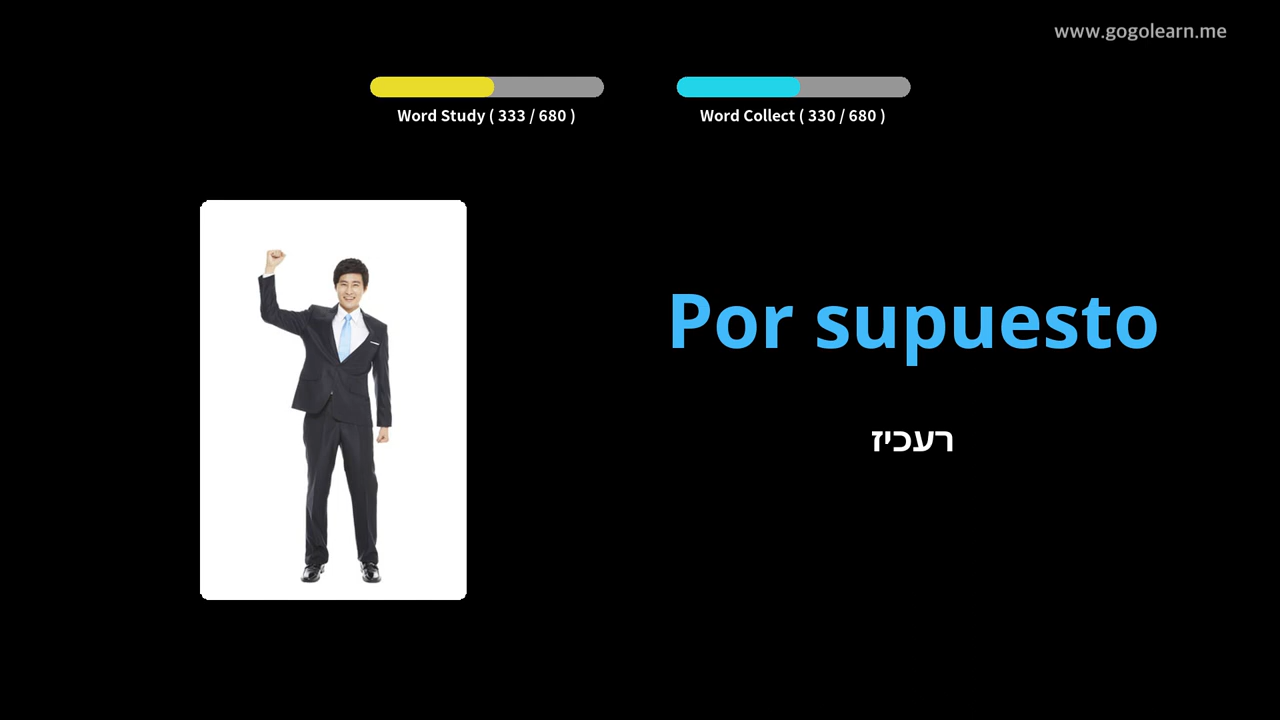 www.gogolearn.me
Word Study ( 333 / 680 )
Word Collect ( 330 / 680 )
Por supuesto
רעכיז